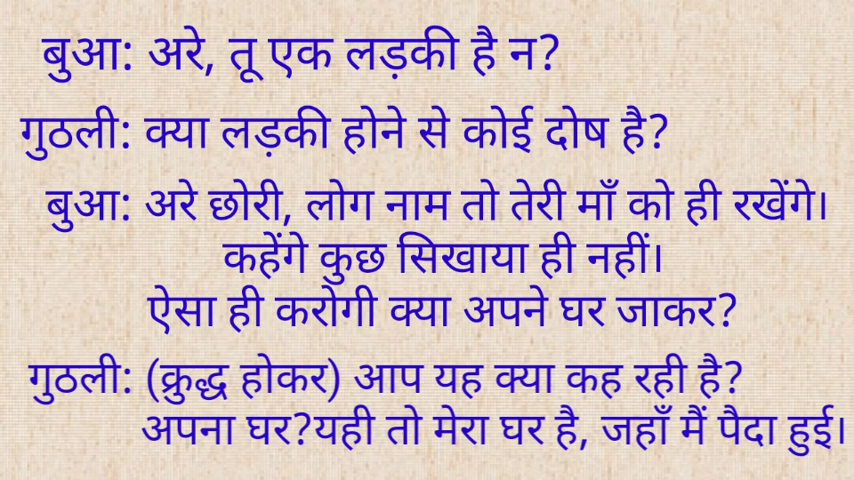 बुआ: अरे, तू एक लड़की है न?
गुठली: क्या लड़की होने से कोई दोष है?
बुआ: अरे छोरी, लोग नाम तो तेरी माँ को ही रखेंगे।
कहेंगे कुछ सिखाया ही नहीं।
ऐसा ही करोगी क्या अपने घर जाकर?
गुठली: (क्रुद्ध होकर) आप यह क्या कह रही है?
अपना घर?यही तो मेरा घर है, जहाँ मैं पैदा हुई।